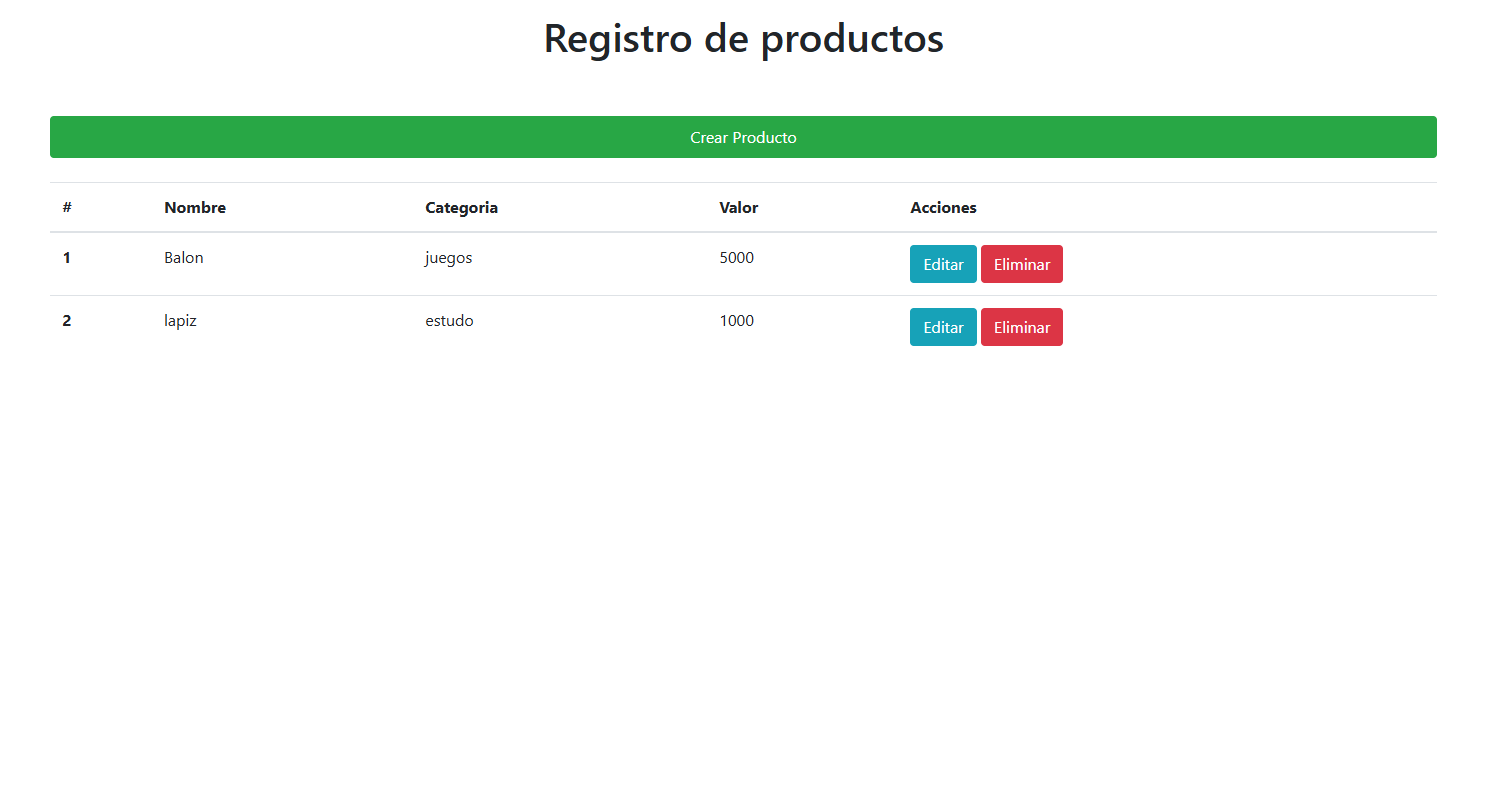 Registro de productos
Crear Producto
# Nombre Categoria Valor Acciones
1 Balon juegos 5000 Editar Eliminar
2 lapiz estudo 1000 Editar Eliminar